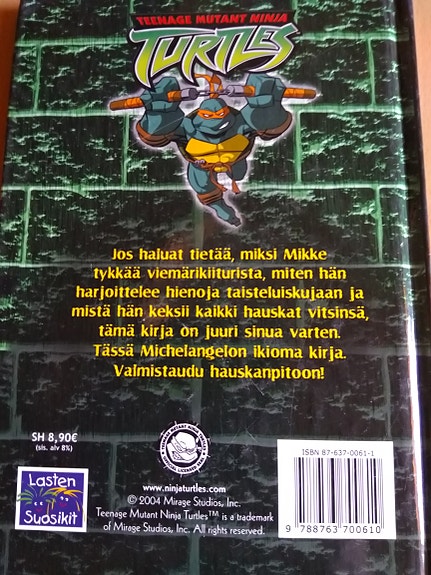 TEENAGE MUTANT NINJA
TURTLES
Jos haluat tietää, miksi Mikke
tykkää viemärikiiturista, miten hän
harjoittelee hienoja taisteluiskujaan ja
mistä hän keksii kaikki hauskat vitsinsä,
tämä kirja on juuri sinua varten.
Tässä Michelangelon ikioma kirja.
Valmistaudu hauskanpitoon!
SH 8,90€
(sis. alv 8%)
Lasten
Suosikit
www.ninjaturtles.com
© 2004 Mirage Studios, Inc.
Teenage Mutant Ninja Turtles™ is a trademark
of Mirage Studios, Inc. All rights reserved.
ISBN 87-637-0061-1
9 788763 700610